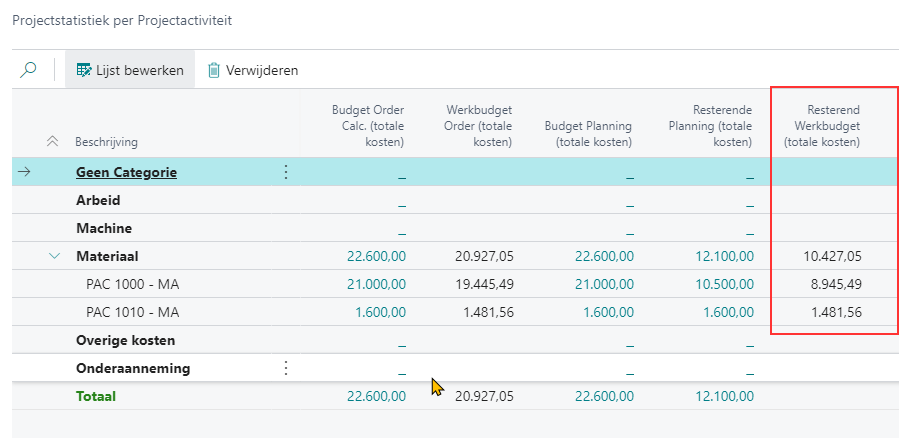 Projectstatistiek per Projectactiviteit
Lijst bewerken Verwijderen
Beschrijving Budget Order Calc. (totale kosten) Werkbudget Order (totale kosten) Budget Planning (totale kosten) Resterende Planning (totale kosten) Resterend Werkbudget (totale kosten)
Geen Categorie _ _ _
Arbeid _ _ _
Machine _ _ _
Materiaal 22.600,00 20.927,05 22.600,00 12.100,00 10.427,05
PAC 1000 - MA 21.000,00 19.445,49 21.000,00 10.500,00 8.945,49
PAC 1010 - MA 1.600,00 1.481,56 1.600,00 1.600,00 1.481,56
Overige kosten _ _ _
Onderaanneming _ _ _
Totaal 22.600,00 20.927,05 22.600,00 12.100,00